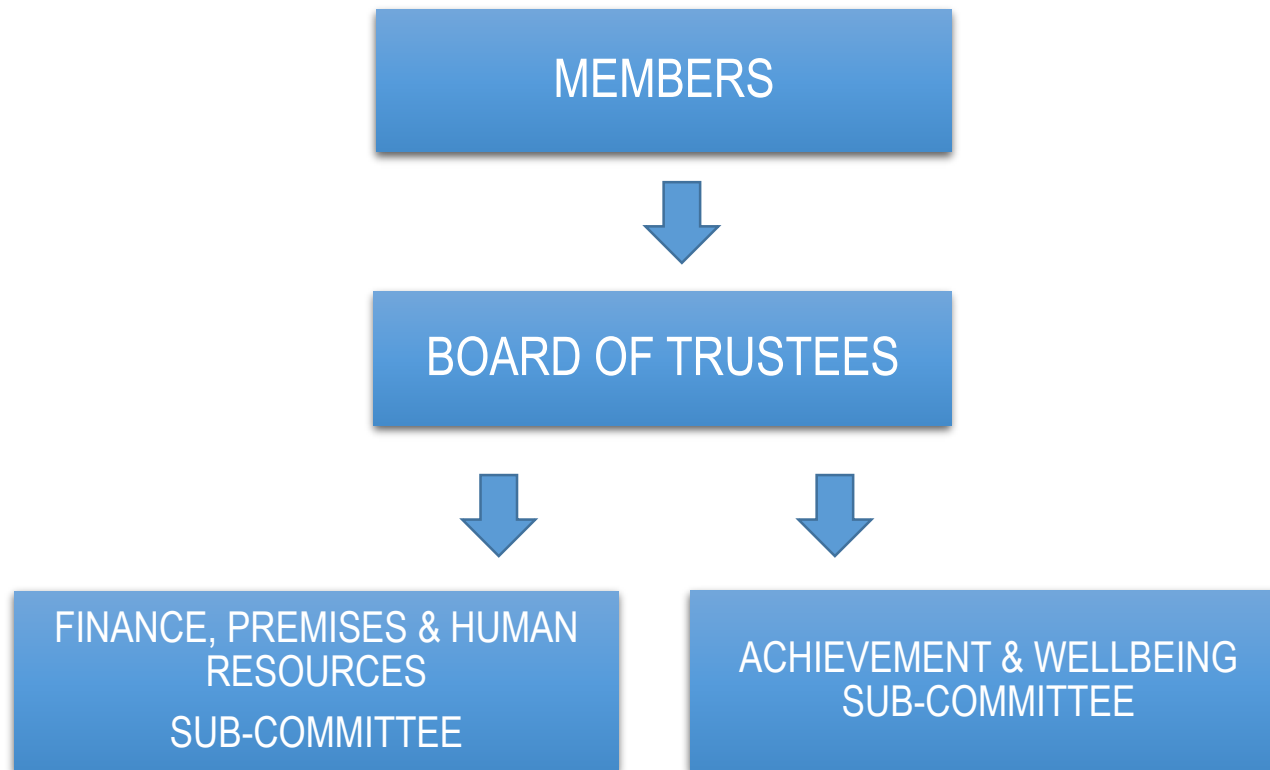 MEMBERS
BOARD OF TRUSTEES
FINANCE, PREMISES & HUMAN
RESOURCES
SUB-COMMITTEE
ACHIEVEMENT & WELLBEING
SUB-COMMITTEE